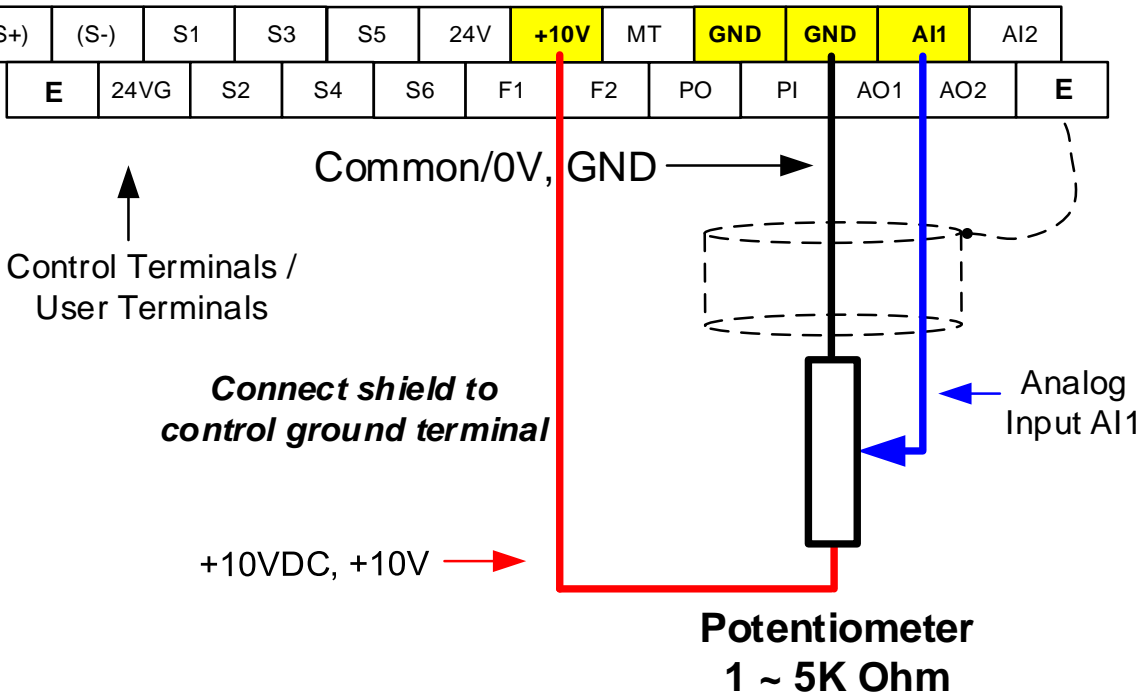 S+) (S-) S1 S3 S5 24V +10V MT GND GND AI1 AI2
E 24VG S2 S4 S6 F1 F2 PO PI AO1 AO2 E
Common/0V, GND
Control Terminals /
User Terminals
Connect shield to
control ground terminal
Analog
Input AI1
+10VDC, +10V
Potentiometer
1 ~ 5K Ohm